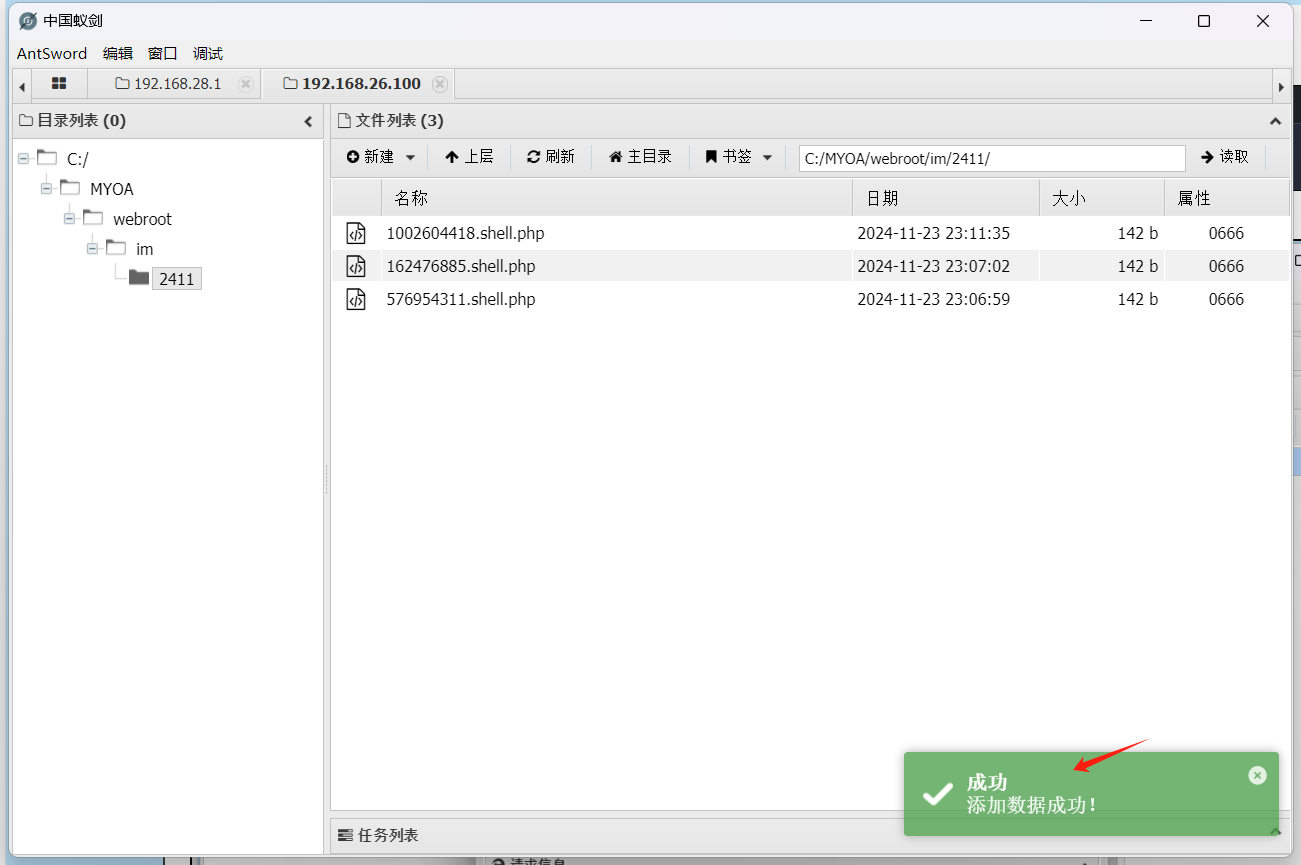 中国蚁剑
AntSword 编辑 窗口 调试
192.168.28.1 192.168.26.100
目录列表 (0)
C:/
MYOA
webroot
im
2411
文件列表 (3)
新建 上层 刷新 主目录 书签 C:/MYOA/webroot/im/2411/ 读取
名称 日期 大小 属性
1002604418.shell.php 2024-11-23 23:11:35 142 b 0666
162476885.shell.php 2024-11-23 23:07:02 142 b 0666
576954311.shell.php 2024-11-23 23:06:59 142 b 0666
成功
添加数据成功！
任务列表